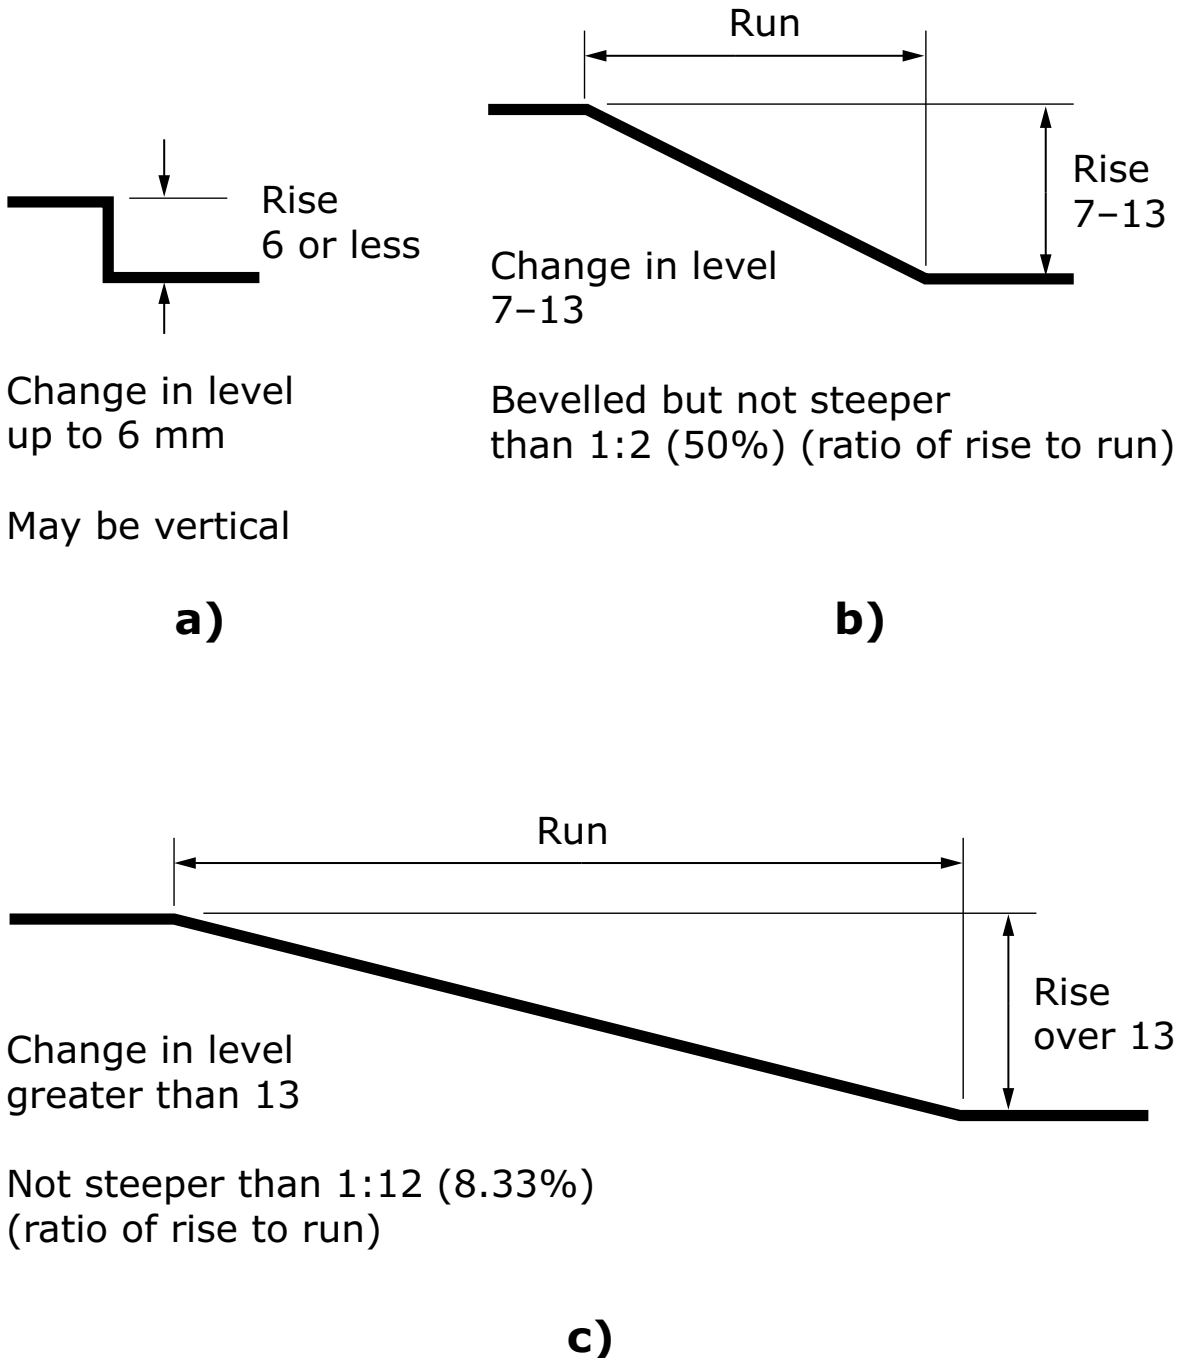 Run
Rise
7–13
Rise
6 or less
Change in level
7–13
Change in level
up to 6 mm
Bevelled but not steeper
than 1:2 (50%) (ratio of rise to run)
May be vertical
a)
b)
Run
Rise
over 13
Change in level
greater than 13
Not steeper than 1:12 (8.33%)
(ratio of rise to run)
c)